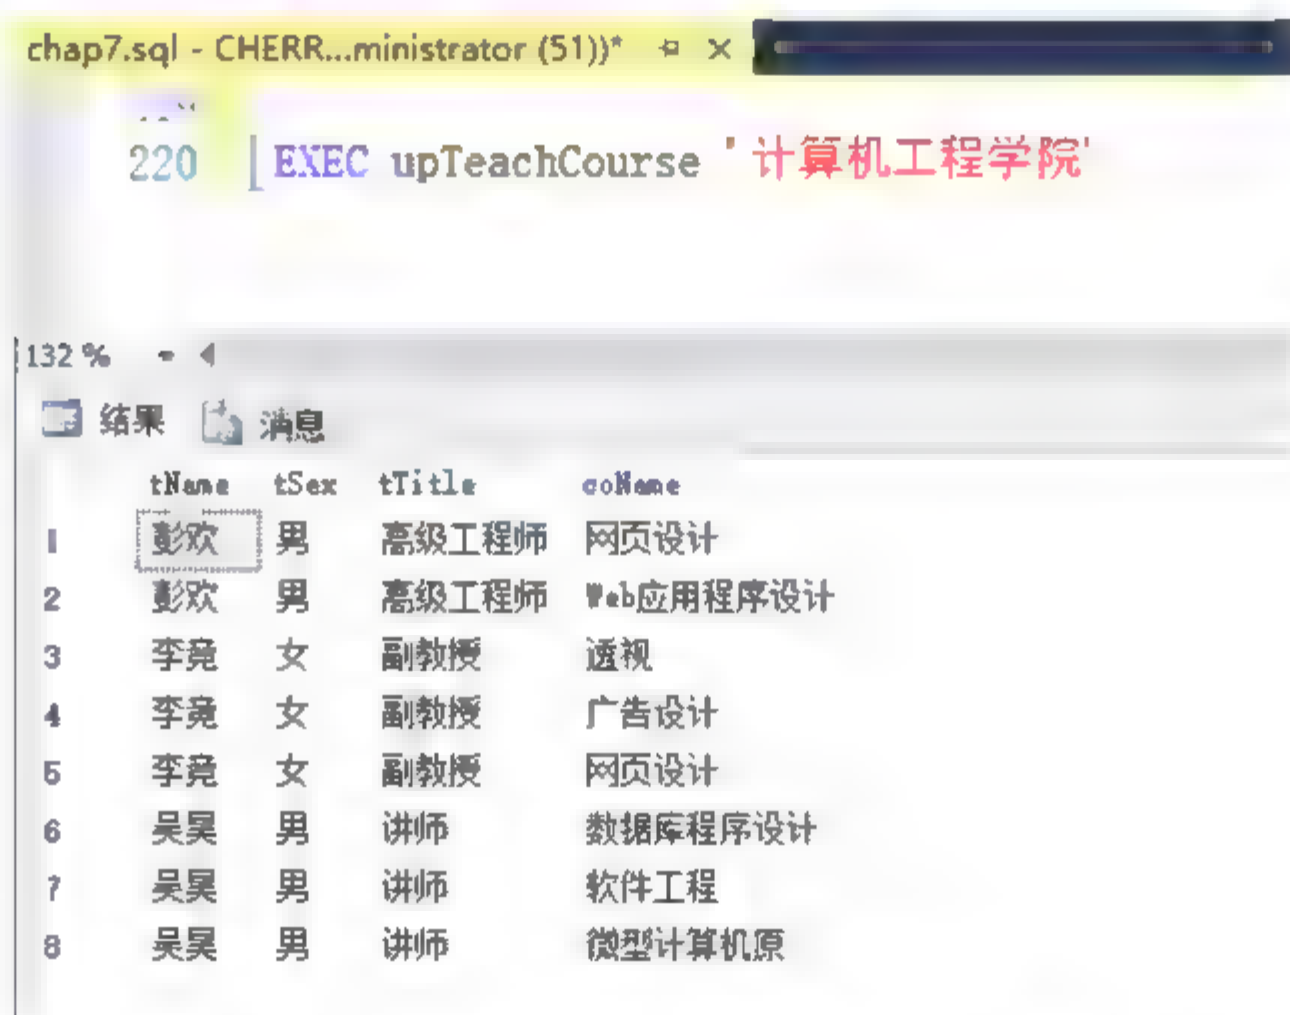 chap7.sql - CHERR...ministrator (51))*
220 EXEC upTeachCourse '计算机工程学院'
132 %
结果 消息
tName tSex tTitle coName
1 彭欢 男 高级工程师 网页设计
2 彭欢 男 高级工程师 Web应用程序设计
3 李竟 女 副教授 透视
4 李竟 女 副教授 广告设计
5 李竟 女 副教授 网页设计
6 吴昊 男 讲师 数据库程序设计
7 吴昊 男 讲师 软件工程
8 吴昊 男 讲师 微型计算机原